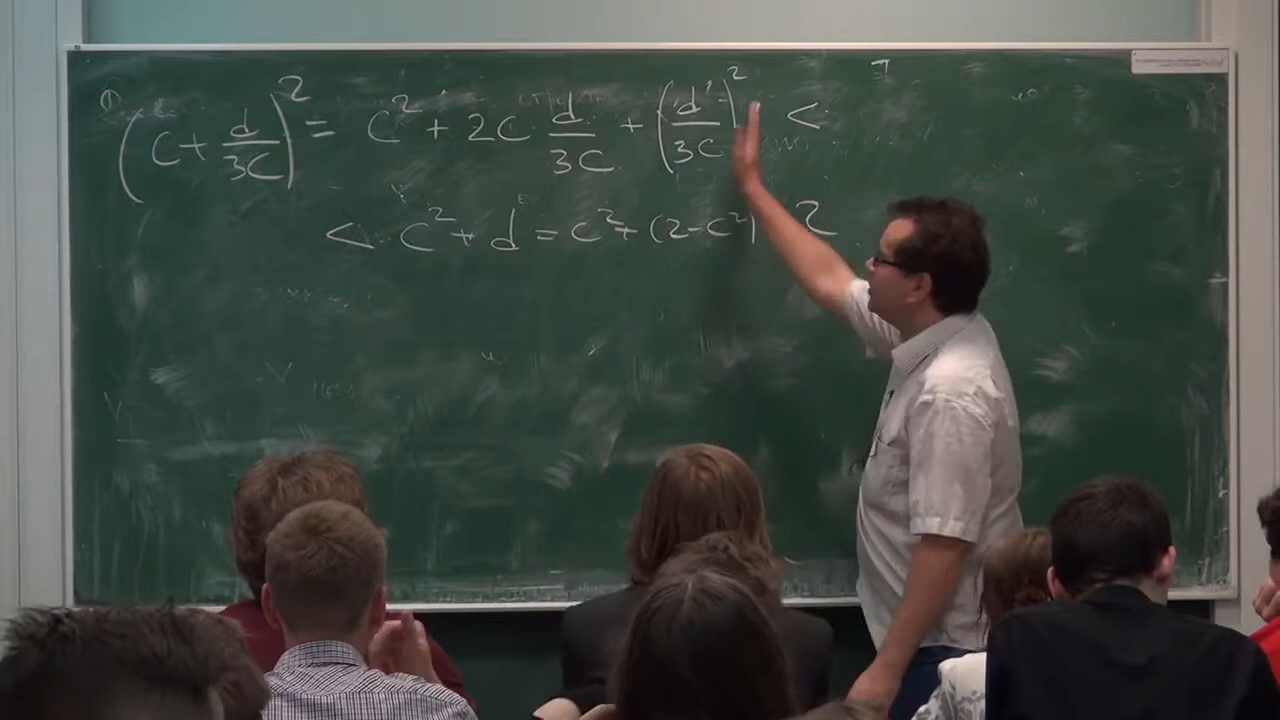 (c + d/3c)² = c² + 2c d/3c + (d/3c)² <
< c² + d = c² + (2 - c²) 2